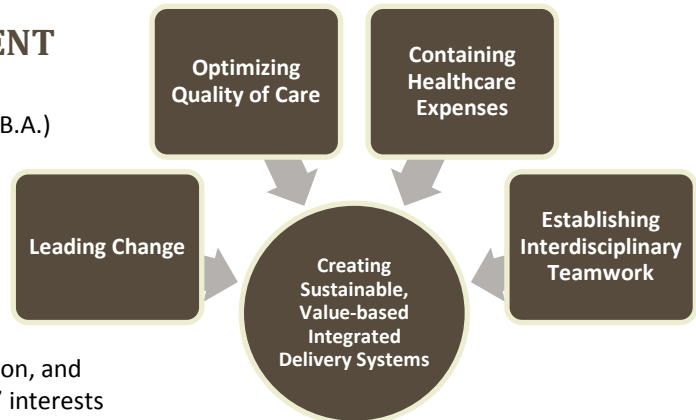 ENT
B.A.)
Optimizing
Quality of Care
Containing
Healthcare
Expenses
Leading Change
Establishing
Interdisciplinary
Teamwork
Creating
Sustainable,
Value-based
Integrated
Delivery Systems
on, and
' interests